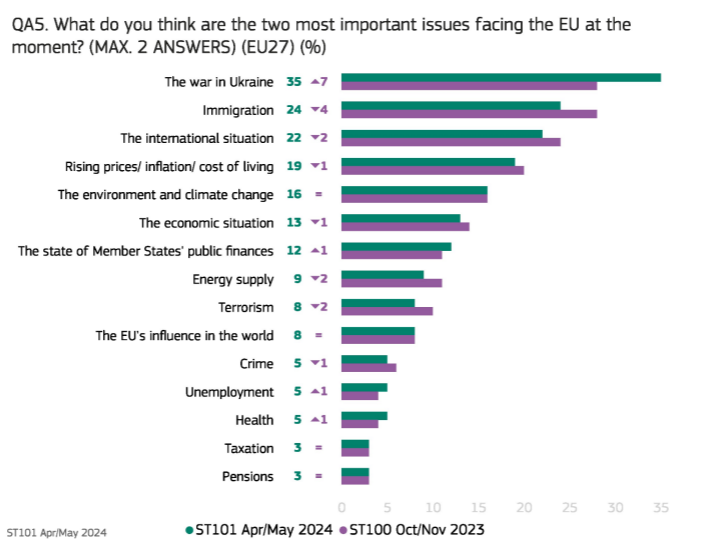 QA5. What do you think are the two most important issues facing the EU at the
moment? (MAX. 2 ANSWERS) (EU27) (%)
The war in Ukraine 35 ▲7
Immigration 24 ▼4
The international situation 22 ▼2
Rising prices/ inflation/ cost of living 19 ▼1
The environment and climate change 16 =
The economic situation 13 ▼1
The state of Member States' public finances 12 ▲1
Energy supply 9 ▼2
Terrorism 8 ▼2
The EU's influence in the world 8 =
Crime 5 ▼1
Unemployment 5 ▲1
Health 5 ▲1
Taxation 3 =
Pensions 3 =
0 5 10 15 20 25 30 35
ST101 Apr/May 2024 ●ST101 Apr/May 2024 ●ST100 Oct/Nov 2023